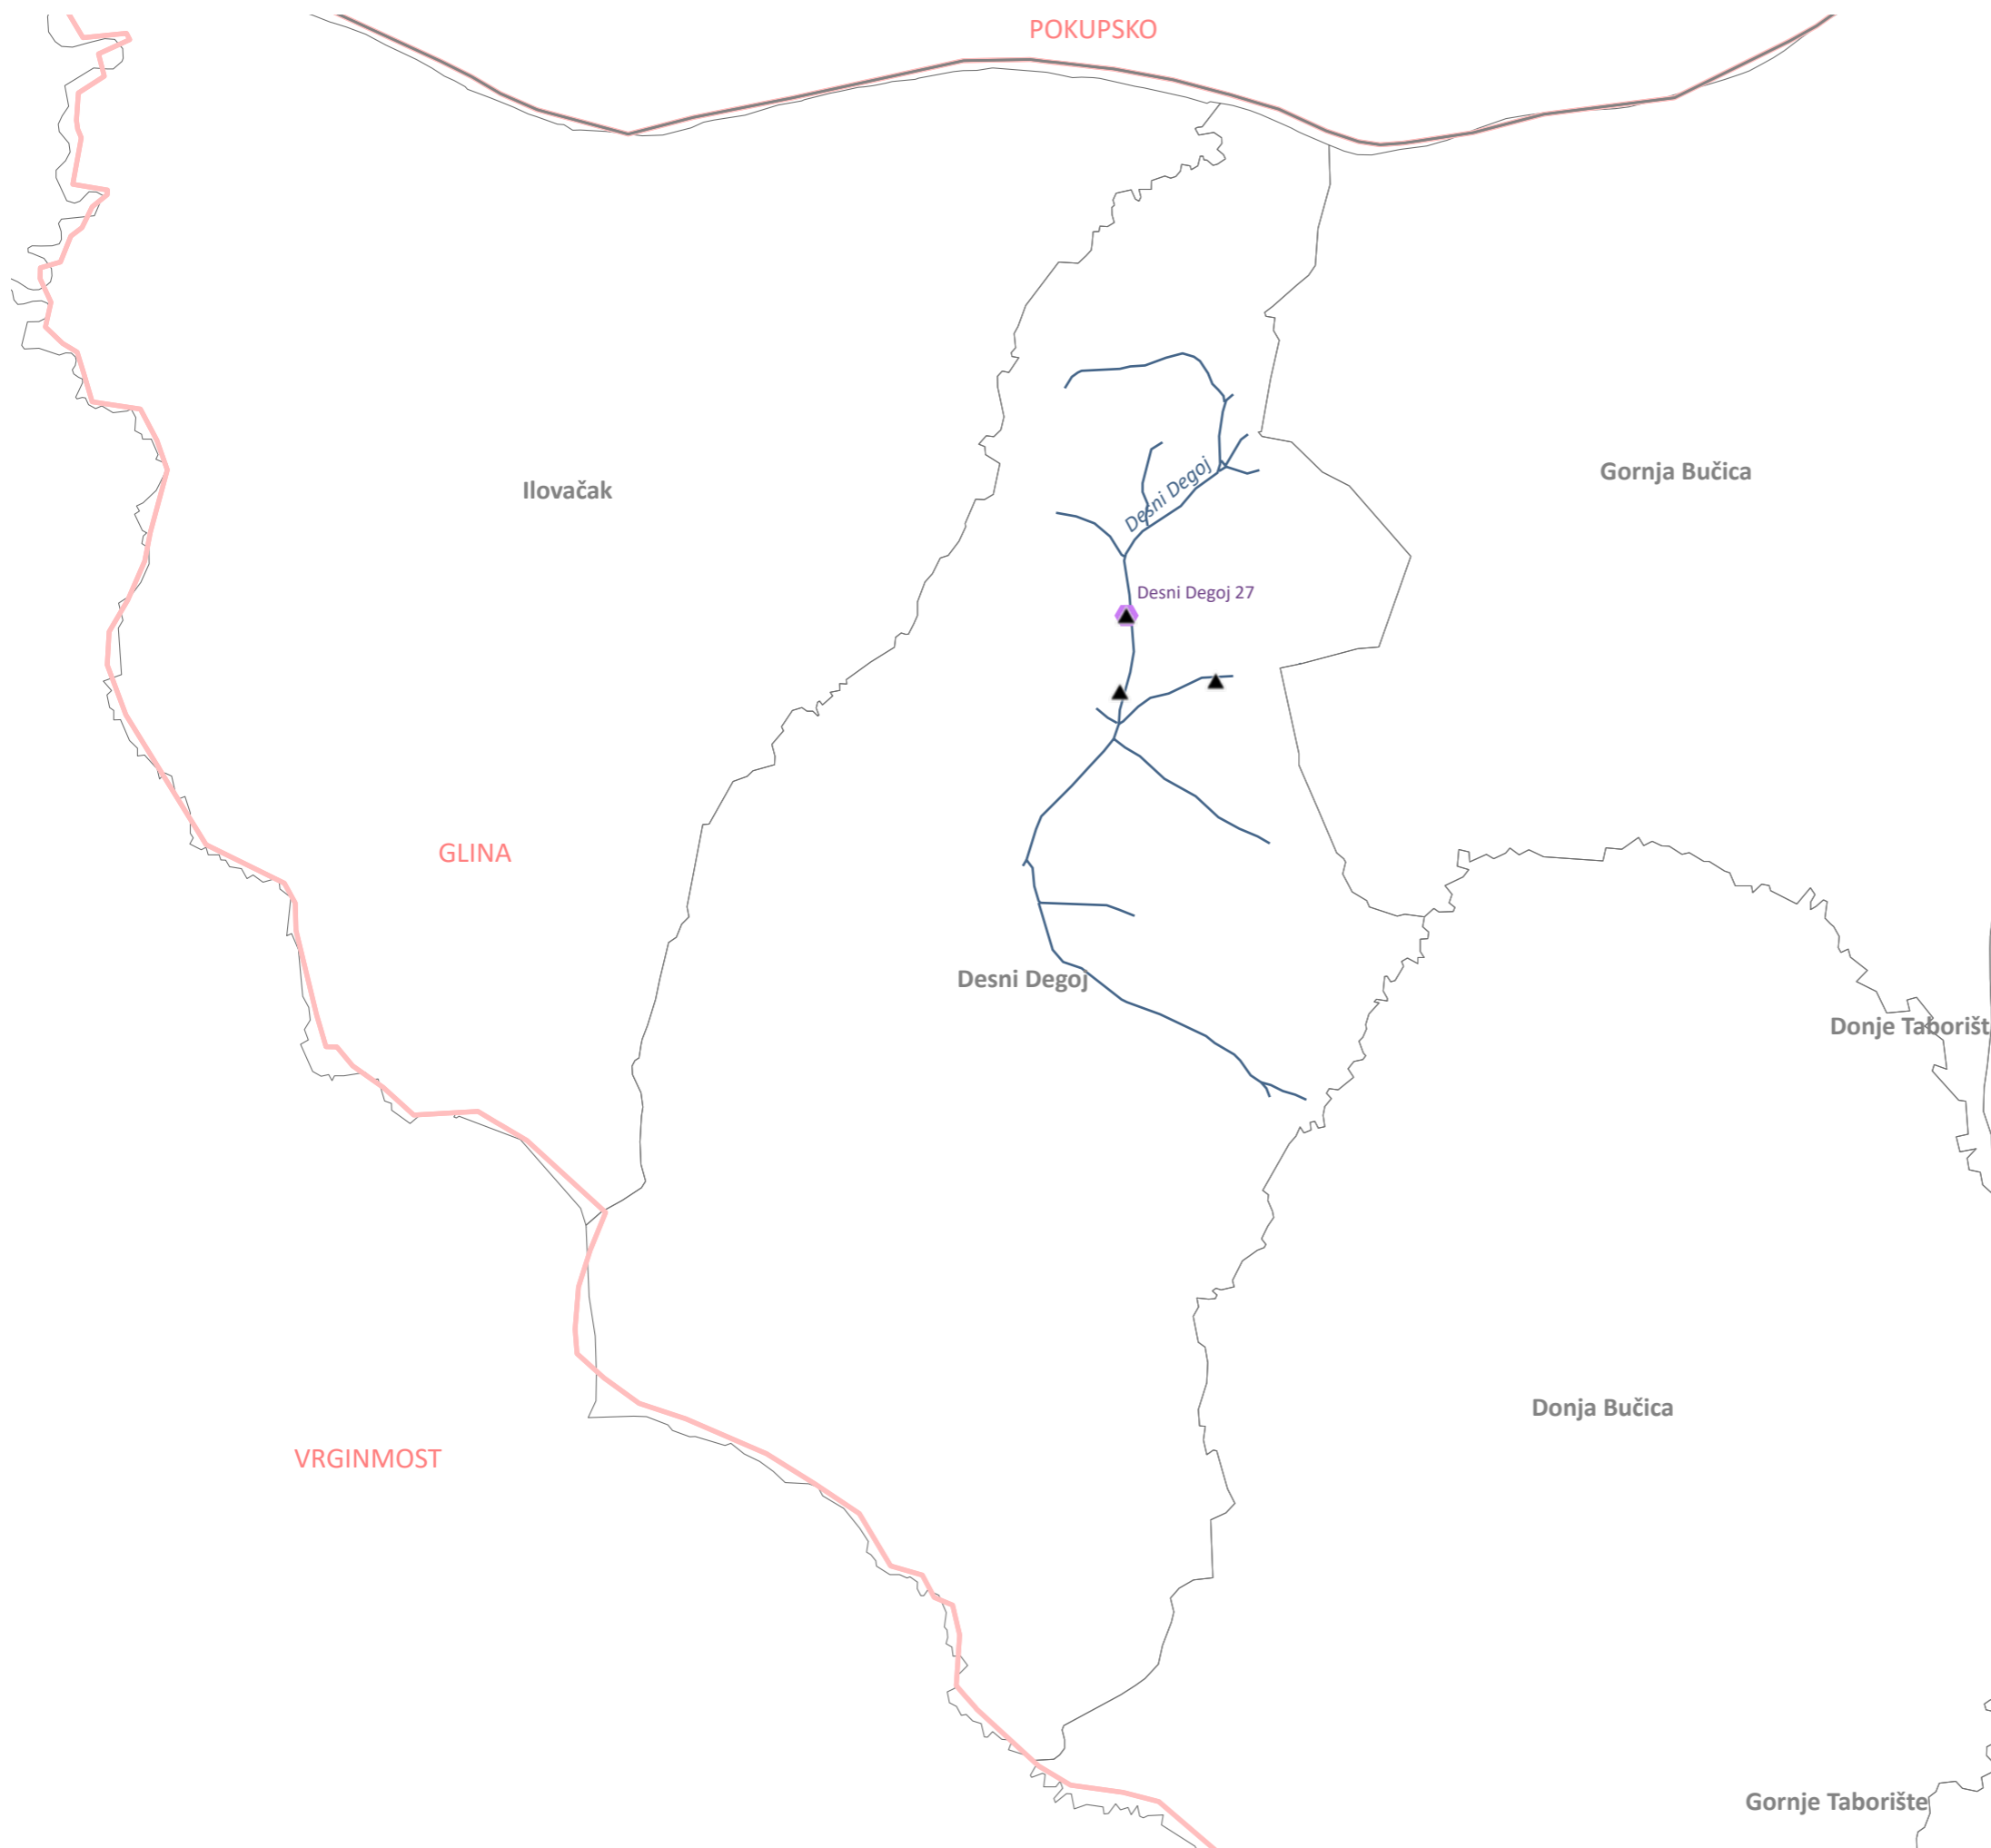 POKUPSKO
Gornja Bučica
Ilovačak
Desni Degoj
Desni Degoj 27
GLINA
Desni Degoj
Donje Taborišt
Donja Bučica
VRGINMOST
Gornje Taborište